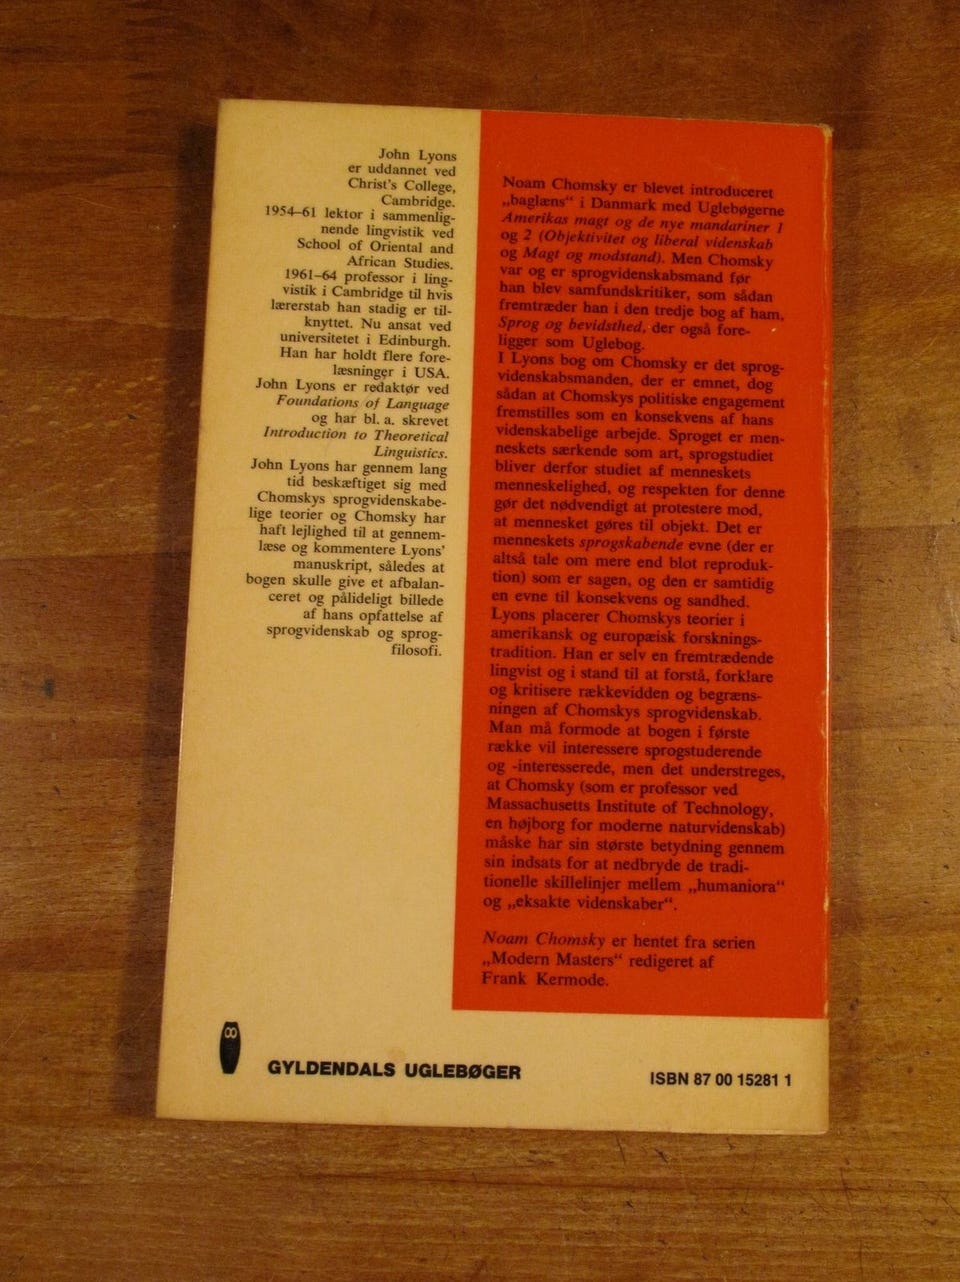 John Lyons
er uddannet ved
Christ's College,
Cambridge.
1954–61 lektor i sammenlig-
nende lingvistik ved
School of Oriental and
African Studies.
1961–64 professor i ling-
vistik i Cambridge til hvis
lærerstab han stadig er til-
knyttet. Nu ansat ved
universitetet i Edinburgh.
Han har holdt flere fore-
læsninger i USA.
John Lyons er redaktør ved
Foundations of Language
og har bl. a. skrevet
Introduction to Theoretical
Linguistics.
John Lyons har gennem lang
tid beskæftiget sig med
Chomskys sprogvidenskabe-
lige teorier og Chomsky har
haft lejlighed til at gennem-
læse og kommentere Lyons'
manuskript, således at
bogen skulle give et afbalan-
ceret og pålideligt billede
af hans opfattelse af
sprogvidenskab og sprog-
filosofi.
Noam Chomsky er blevet introduceret
„baglæns“ i Danmark med Uglebøgerne
Amerikas magt og de nye mandariner 1
og 2 (Objektivitet og liberal videnskab
og Magt og modstand). Men Chomsky
var og er sprogvidenskabsmand før
han blev samfundskritiker, som sådan
fremtræder han i den tredje bog af ham,
Sprog og bevidsthed, der også fore-
ligger som Uglebog.
I Lyons bog om Chomsky er det sprog-
videnskabsmanden, der er emnet, dog
sådan at Chomskys politiske engagement
fremstilles som en konsekvens af hans
videnskabelige arbejde. Sproget er men-
neskets særkende som art, sprogstudiet
bliver derfor studiet af menneskets
menneskelighed, og respekten for denne
gør det nødvendigt at protestere mod,
at mennesket gøres til objekt. Det er
menneskets sprogskabende evne (der er
altså tale om mere end blot reproduk-
tion) som er sagen, og den er samtidig
en evne til konsekvens og sandhed.
Lyons placerer Chomskys teorier i
amerikansk og europæisk forsknings-
tradition. Han er selv en fremtrædende
lingvist og i stand til at forstå, forklare
og kritisere rækkevidden og begræns-
ningen af Chomskys sprogvidenskab.
Man må formode at bogen i første
række vil interessere sprogstuderende
og -interesserede, men det understreges,
at Chomsky (som er professor ved
Massachusetts Institute of Technology,
en højborg for moderne naturvidenskab)
måske har sin største betydning gennem
sin indsats for at nedbryde de tradi-
tionelle skillelinjer mellem „humaniora“
og „eksakte videnskaber“.
Noam Chomsky er hentet fra serien
„Modern Masters“ redigeret af
Frank Kermode.
GYLDENDALS UGLEBØGER
ISBN 87 00 15281 1